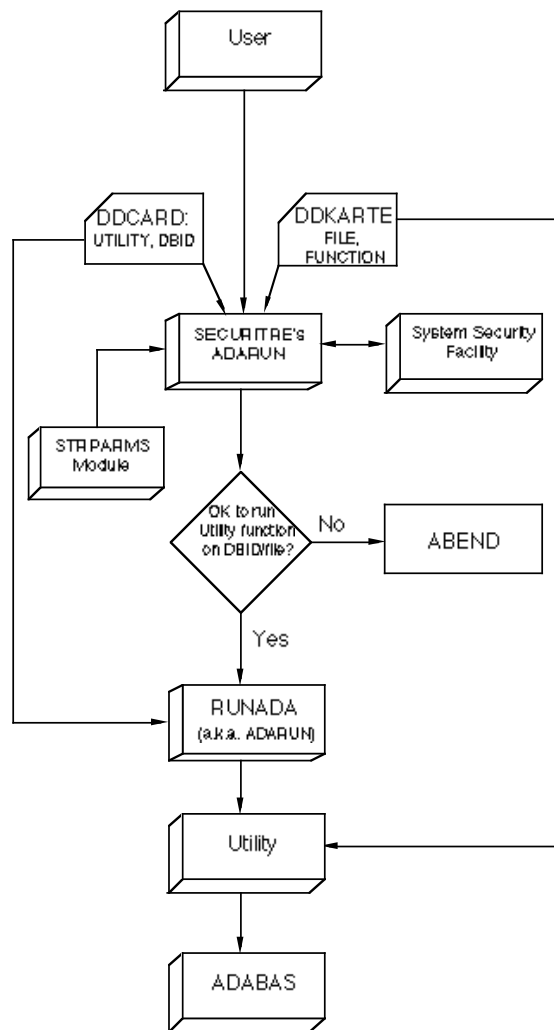 User
DDCARD:
UTILITY, DBID
DDKARTE
FILE,
FUNCTION
SECURITRE's
ADARUN
System Security
Facility
STRPARMS
Module
OK to run
Utility function
on DBID/file?
No
ABEND
Yes
RUNADA
(a.k.a. ADARUN)
Utility
ADABAS